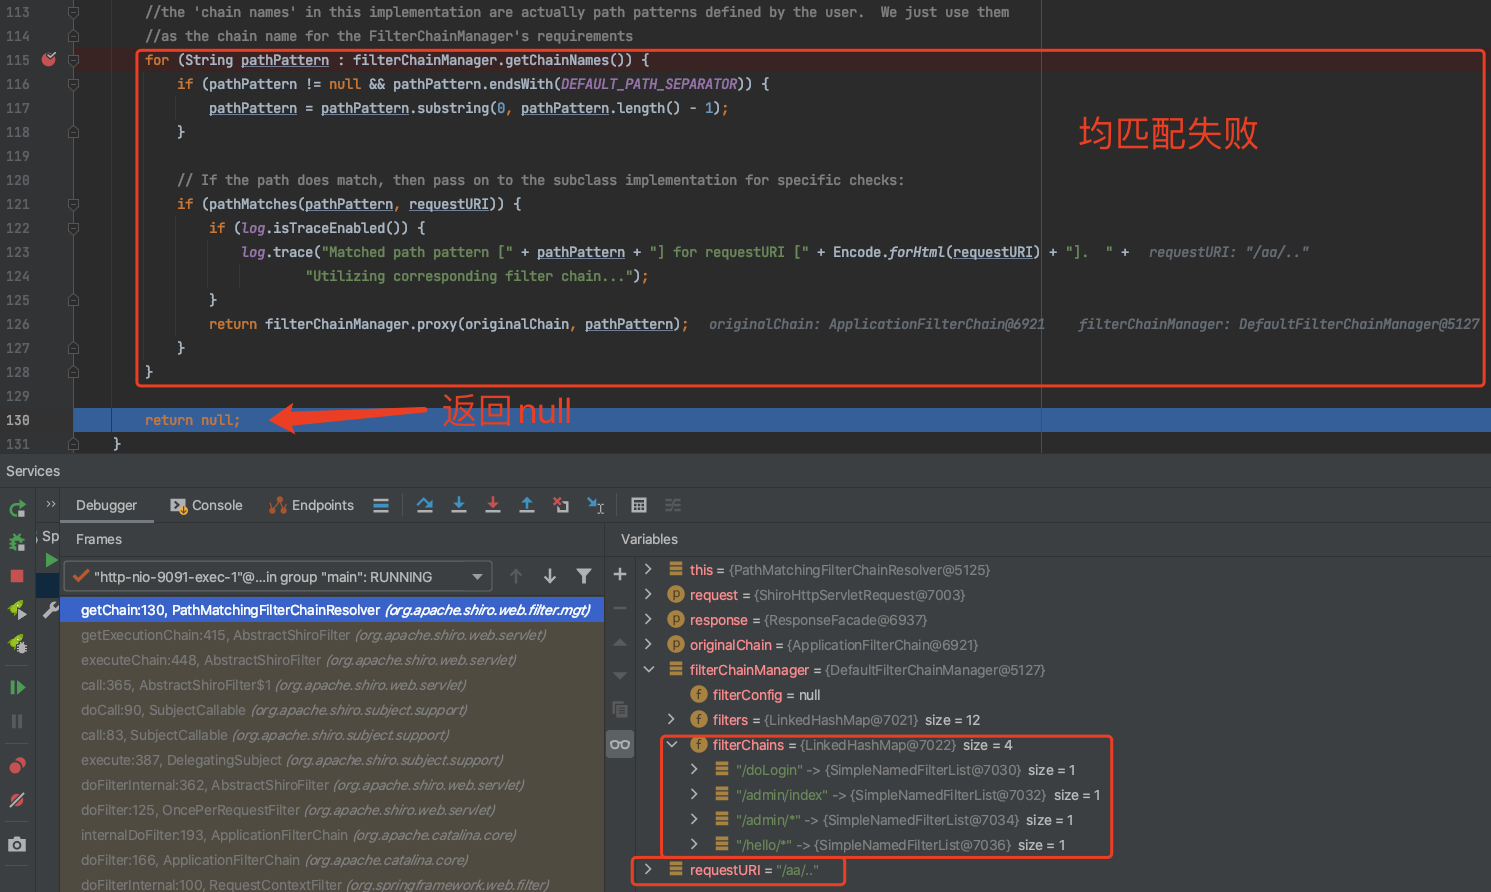 113 //the 'chain names' in this implementation are actually path patterns defined by the user.  We just use them
114 //as the chain name for the FilterChainManager's requirements
115 for (String pathPattern : filterChainManager.getChainNames()) {
116 if (pathPattern != null && pathPattern.endsWith(DEFAULT_PATH_SEPARATOR)) {
117 pathPattern = pathPattern.substring(0, pathPattern.length() - 1);
118 }
均匹配失败
119
120 // If the path does match, then pass on to the subclass implementation for specific checks:
121 if (pathMatches(pathPattern, requestURI)) {
122 if (log.isTraceEnabled()) {
123 log.trace("Matched path pattern [" + pathPattern + "] for requestURI [" + Encode.forHtml(requestURI) + "].  " +   requestURI: "/aa/.."
124 "Utilizing corresponding filter chain...");
125 }
126 return filterChainManager.proxy(originalChain, pathPattern);   originalChain: ApplicationFilterChain@6921   filterChainManager: DefaultFilterChainManager@5127
127 }
128 }
129
130 return null;
返回null
131 }
Services
Debugger Console Endpoints
Sp
Frames
"http-nio-9091-exec-1"@...in group "main": RUNNING
getChain:130, PathMatchingFilterChainResolver (org.apache.shiro.web.filter.mgt)
getExecutionChain:415, AbstractShiroFilter (org.apache.shiro.web.servlet)
executeChain:448, AbstractShiroFilter (org.apache.shiro.web.servlet)
call:365, AbstractShiroFilter$1 (org.apache.shiro.web.servlet)
doCall:90, SubjectCallable (org.apache.shiro.subject.support)
call:83, SubjectCallable (org.apache.shiro.subject.support)
execute:387, DelegatingSubject (org.apache.shiro.subject.support)
doFilterInternal:362, AbstractShiroFilter (org.apache.shiro.web.servlet)
doFilter:125, OncePerRequestFilter (org.apache.shiro.web.servlet)
internalDoFilter:193, ApplicationFilterChain (org.apache.catalina.core)
doFilter:166, ApplicationFilterChain (org.apache.catalina.core)
doFilterInternal:100, RequestContextFilter (org.springframework.web.filter)
Variables
this = {PathMatchingFilterChainResolver@5125}
request = {ShiroHttpServletRequest@7003}
response = {ResponseFacade@6937}
originalChain = {ApplicationFilterChain@6921}
filterChainManager = {DefaultFilterChainManager@5127}
filterConfig = null
filters = {LinkedHashMap@7021} size = 12
filterChains = {LinkedHashMap@7022} size = 4
"/doLogin" -> {SimpleNamedFilterList@7030} size = 1
"/admin/index" -> {SimpleNamedFilterList@7032} size = 1
"/admin/*" -> {SimpleNamedFilterList@7034} size = 1
"/hello/*" -> {SimpleNamedFilterList@7036} size = 1
requestURI = "/aa/.."